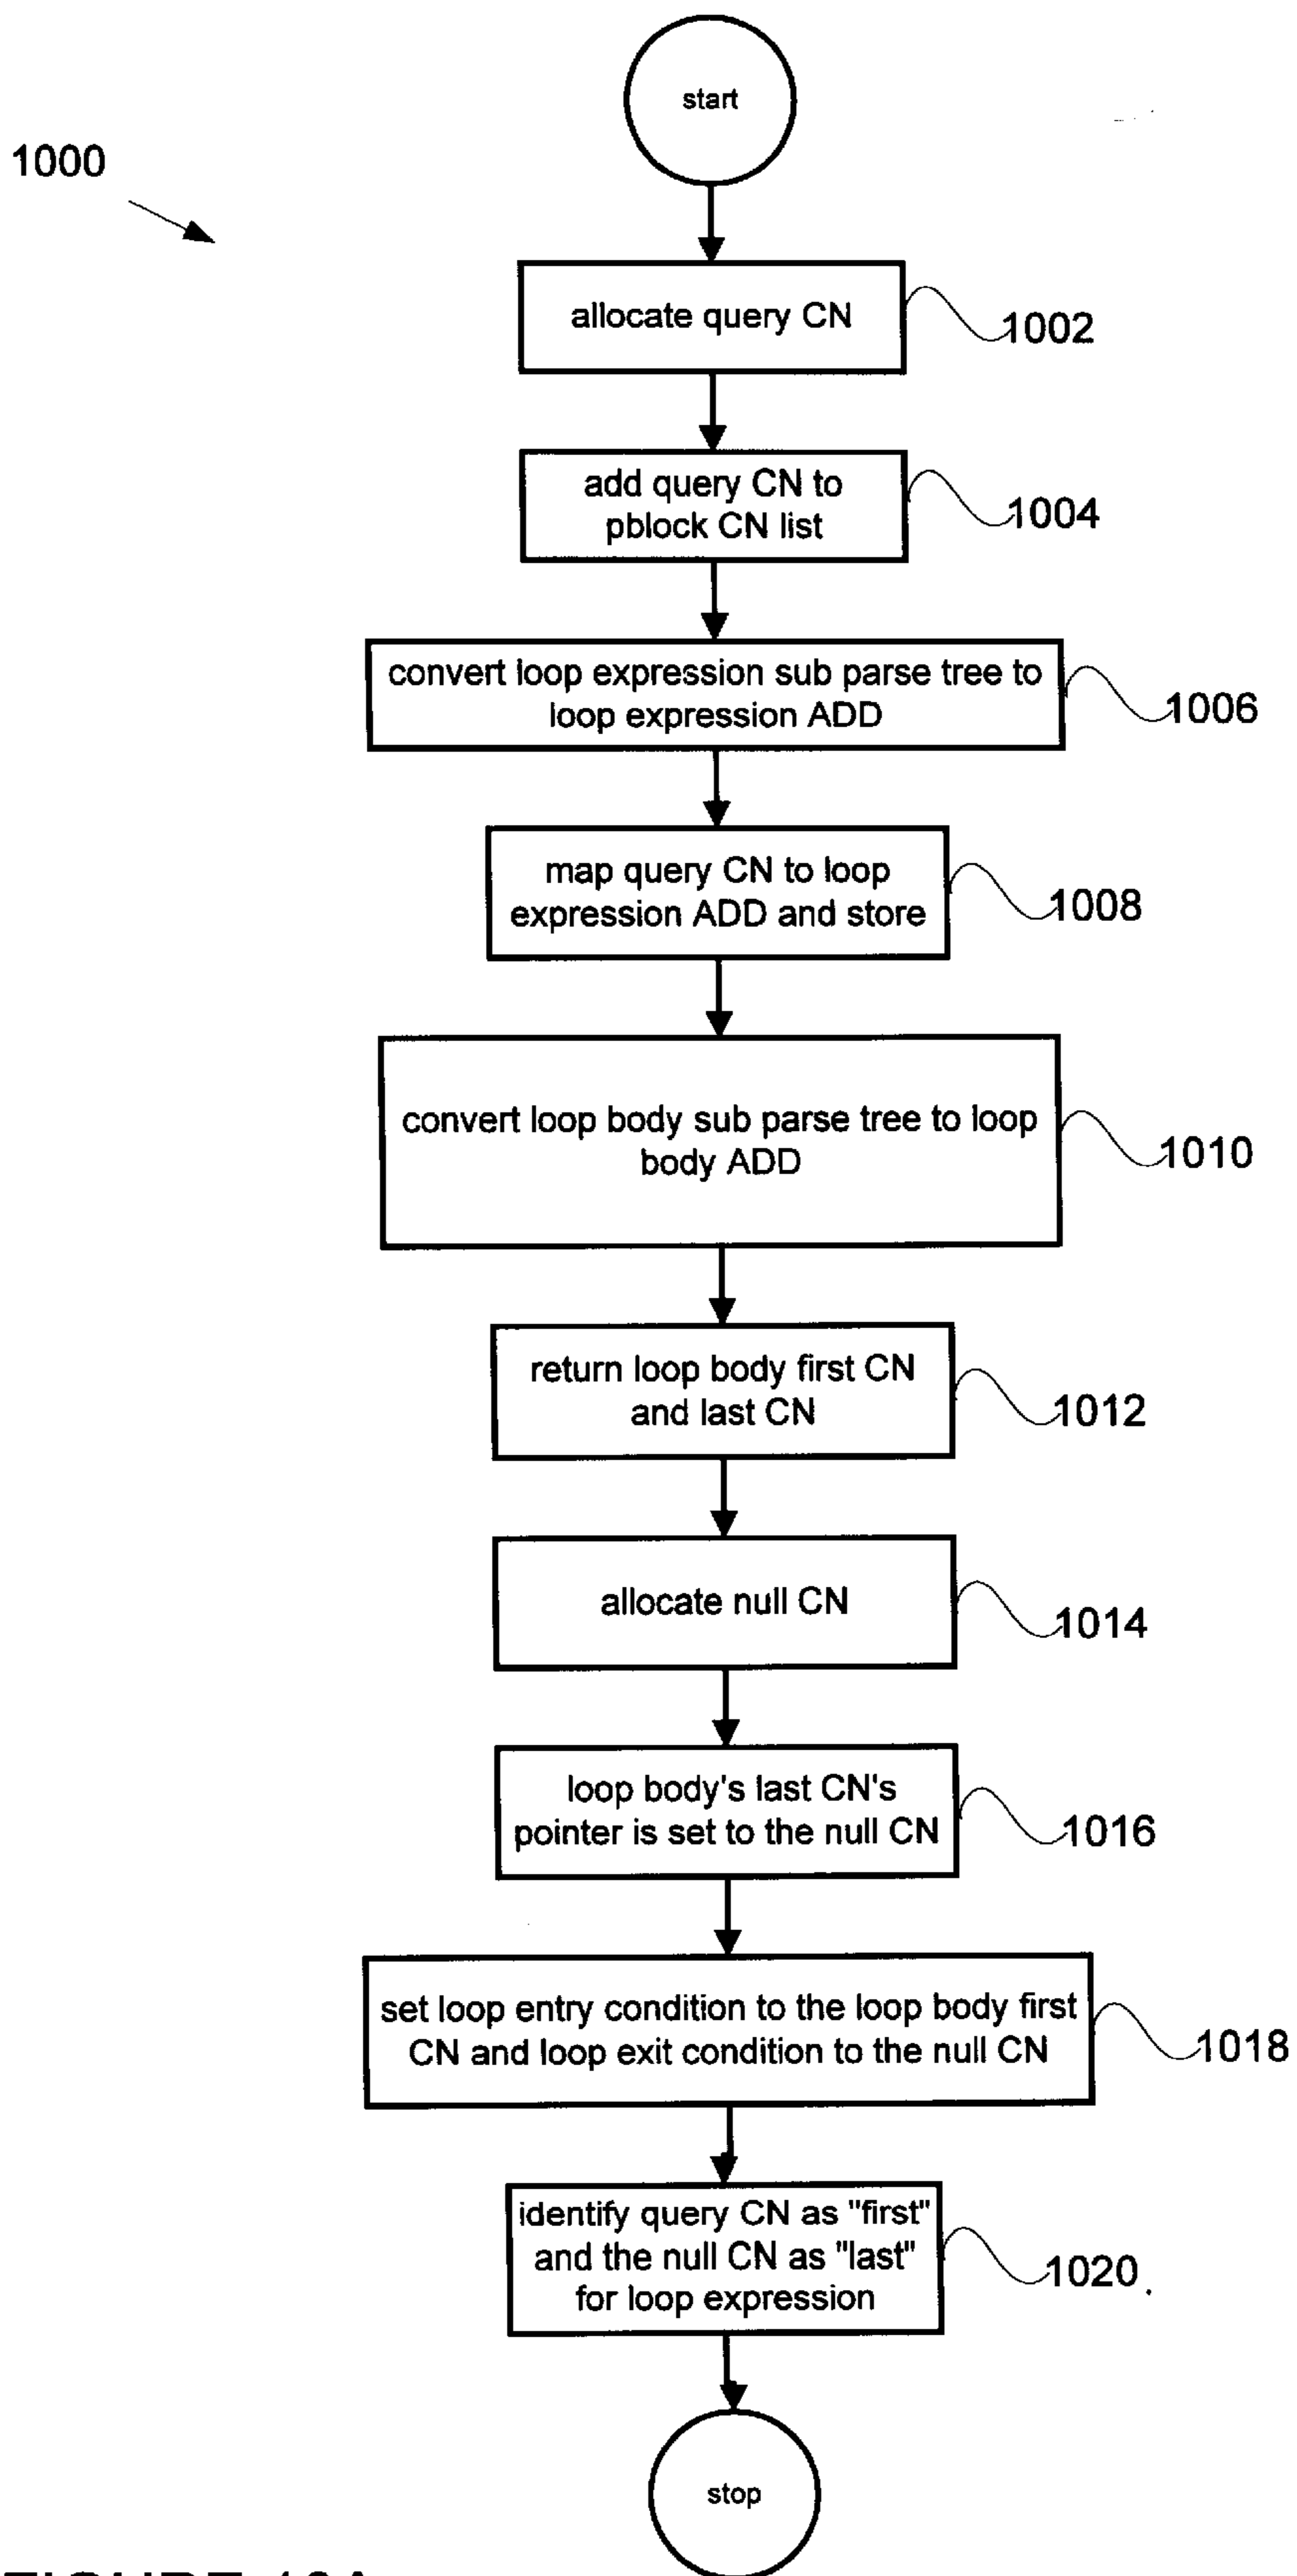 start
1000
allocate query CN
1002
add query CN to
pblock CN list
1004
convert loop expression sub parse tree to
loop expression ADD
1006
map query CN to loop
expression ADD and store
1008
convert loop body sub parse tree to loop
body ADD
1010
return loop body first CN
and last CN
1012
allocate null CN
1014
loop body's last CN's
pointer is set to the null CN
1016
set loop entry condition to the loop body first
CN and loop exit condition to the null CN
1018
identify query CN as "first"
and the null CN as "last"
for loop expression
1020
stop